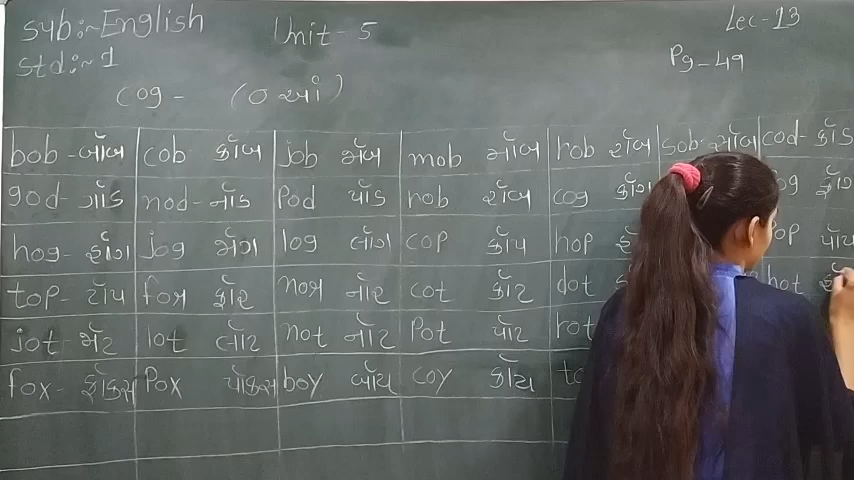 Sub:~English Unit-5 Lec-13
Std:~1 Pg-49
cog - (o ઑ)
bob-બૉબ cob કૉબ job જૉબ mob મૉબ rob રૉબ sob-સૉબ cod-કૉડ
god-ગૉડ nod-નૉડ Pod પૉડ rob રૉબ cog કૉગ
hog-હૉગ jog જૉગ log લૉગ cop કૉપ hop
top-ટૉપ for ફૉર nor નૉર cot કૉટ dot hot
jot-જૉટ lot લૉટ not નૉટ Pot પૉટ rot
fox-ફૉક્સ Pox પૉક્સ boy બૉય coy કૉય